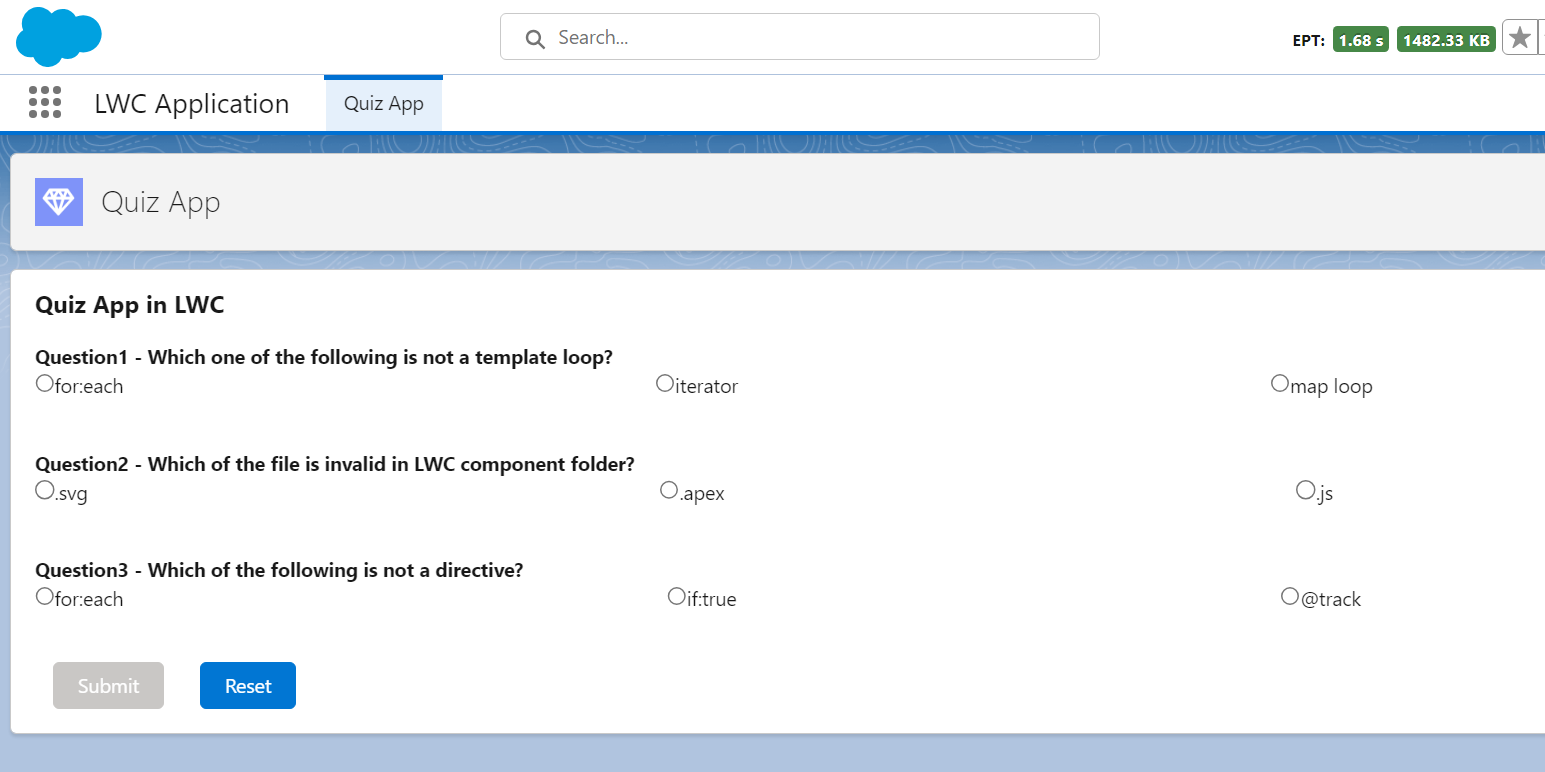 Search...
EPT: 1.68 s 1482.33 KB
LWC Application Quiz App
Quiz App
Quiz App in LWC
Question1 - Which one of the following is not a template loop?
for:each iterator map loop
Question2 - Which of the file is invalid in LWC component folder?
.svg .apex .js
Question3 - Which of the following is not a directive?
for:each if:true @track
Submit Reset